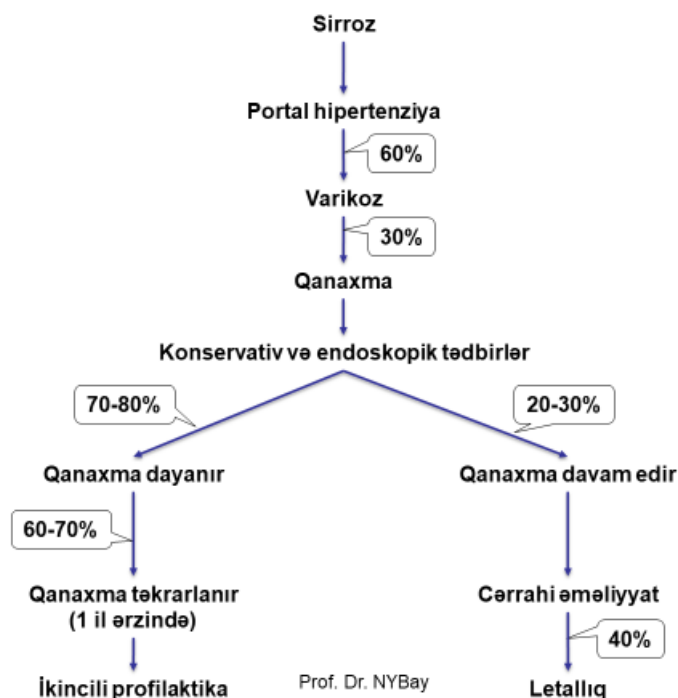 Sirroz
Portal hipertenziya
60%
Varikoz
30%
Qanaxma
Konservativ və endoskopik tədbirlər
70-80%
20-30%
Qanaxma dayanır
Qanaxma davam edir
60-70%
Qanaxma təkrarlanır
(1 il ərzində)
Cərrahi əməliyyat
40%
İkincili profilaktika
Prof. Dr. NYBay
Letallıq